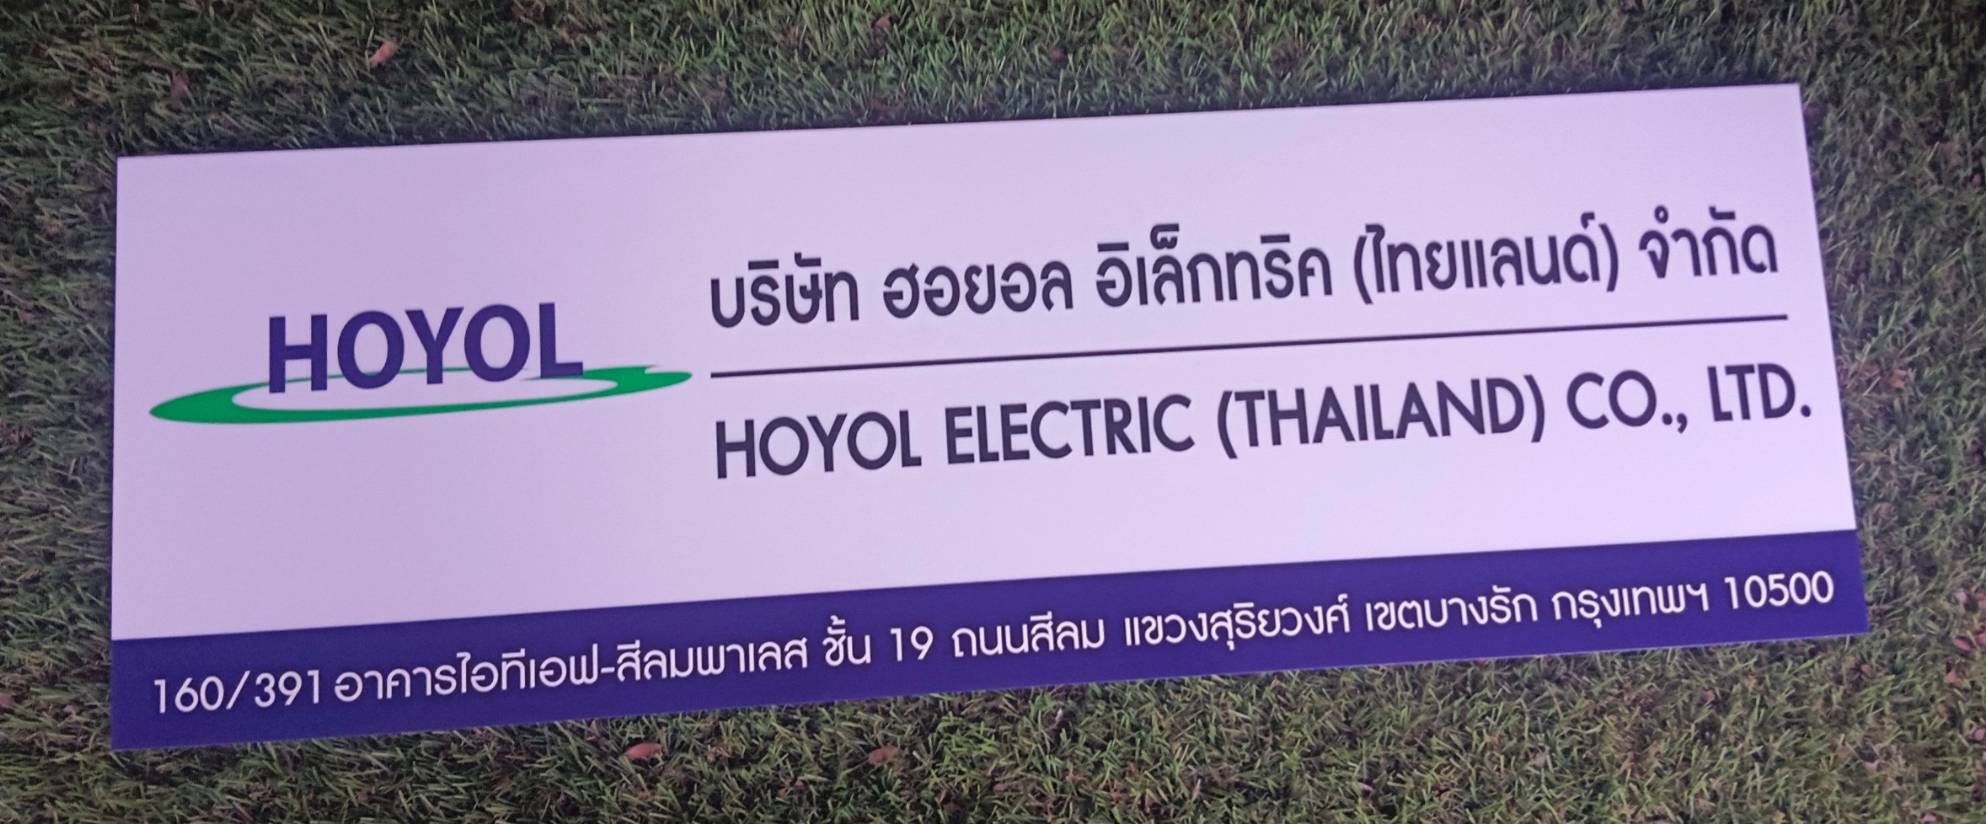 HOYOL
บริษัท ฮอยอล อิเล็กทริค (ไทยแลนด์) จำกัด
HOYOL ELECTRIC (THAILAND) CO., LTD.
160/391 อาคารไอทีเอฟ-สีลมพาเลส ชั้น 19 ถนนสีลม แขวงสุริยวงศ์ เขตบางรัก กรุงเทพฯ 10500